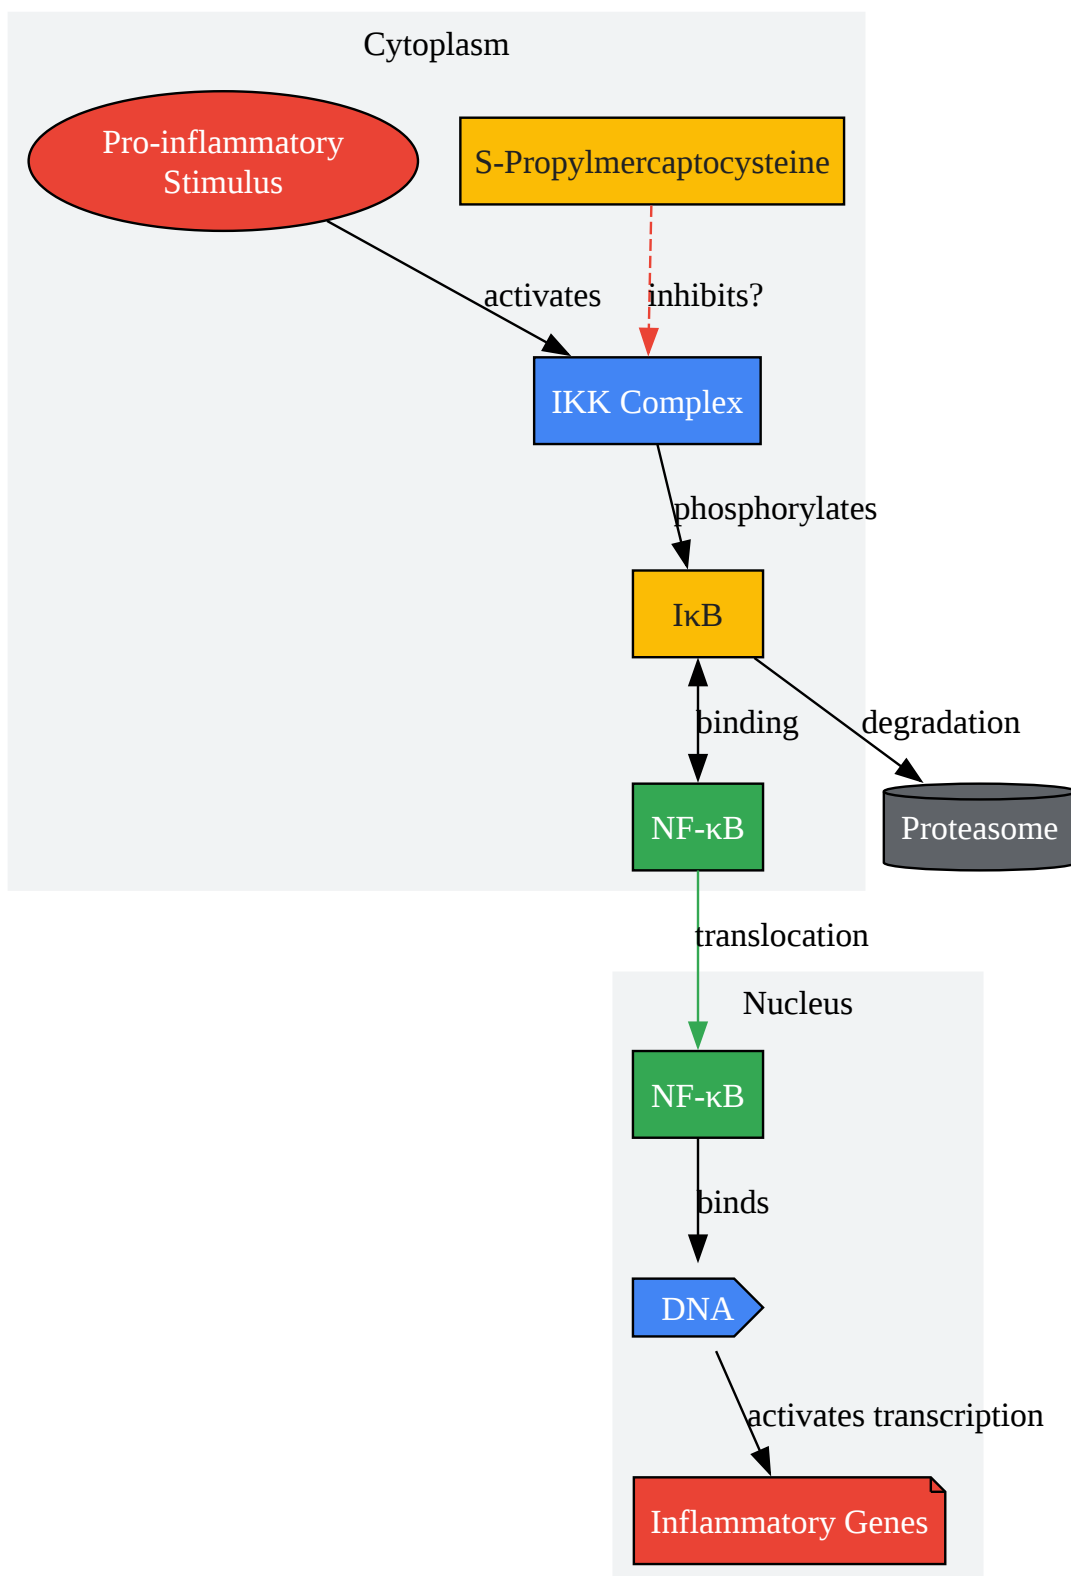 Cytoplasm
Pro-inflammatory
Stimulus
S-Propylmercaptocysteine
activates
inhibits?
IKK Complex
phosphorylates
IκB
binding
degradation
NF-κB
Proteasome
translocation
Nucleus
NF-κB
binds
DNA
activates transcription
Inflammatory Genes